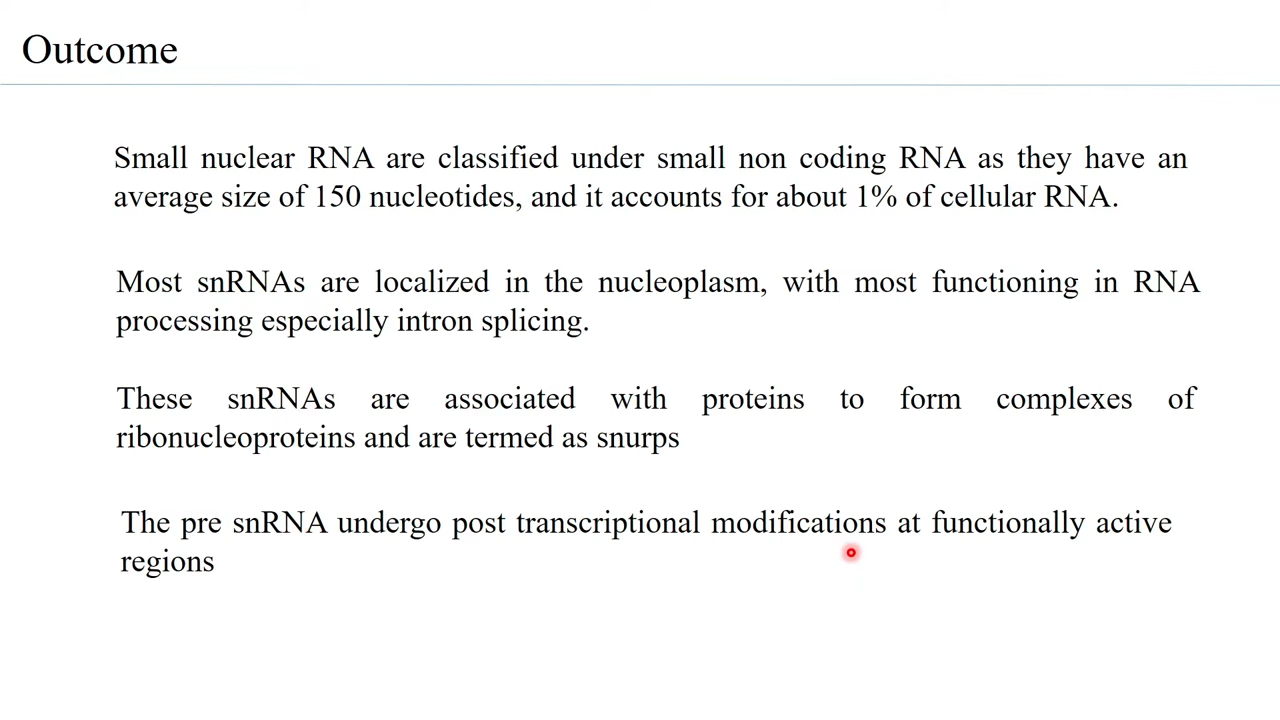 Outcome
Small nuclear RNA are classified under small non coding RNA as they have an
average size of 150 nucleotides, and it accounts for about 1% of cellular RNA.
Most snRNAs are localized in the nucleoplasm, with most functioning in RNA
processing especially intron splicing.
These snRNAs are associated with proteins to form complexes of
ribonucleoproteins and are termed as snurps
The pre snRNA undergo post transcriptional modifications at functionally active
regions